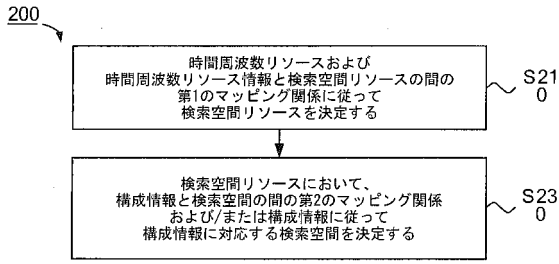 200
時間周波数リソースおよび
時間周波数リソース情報と検索空間リソースの間の
第1のマッピング関係に従って
検索空間リソースを決定する
S21
0
検索空間リソースにおいて、
構成情報と検索空間の間の第2のマッピング関係
および/または構成情報に従って
構成情報に対応する検索空間を決定する
S23
0